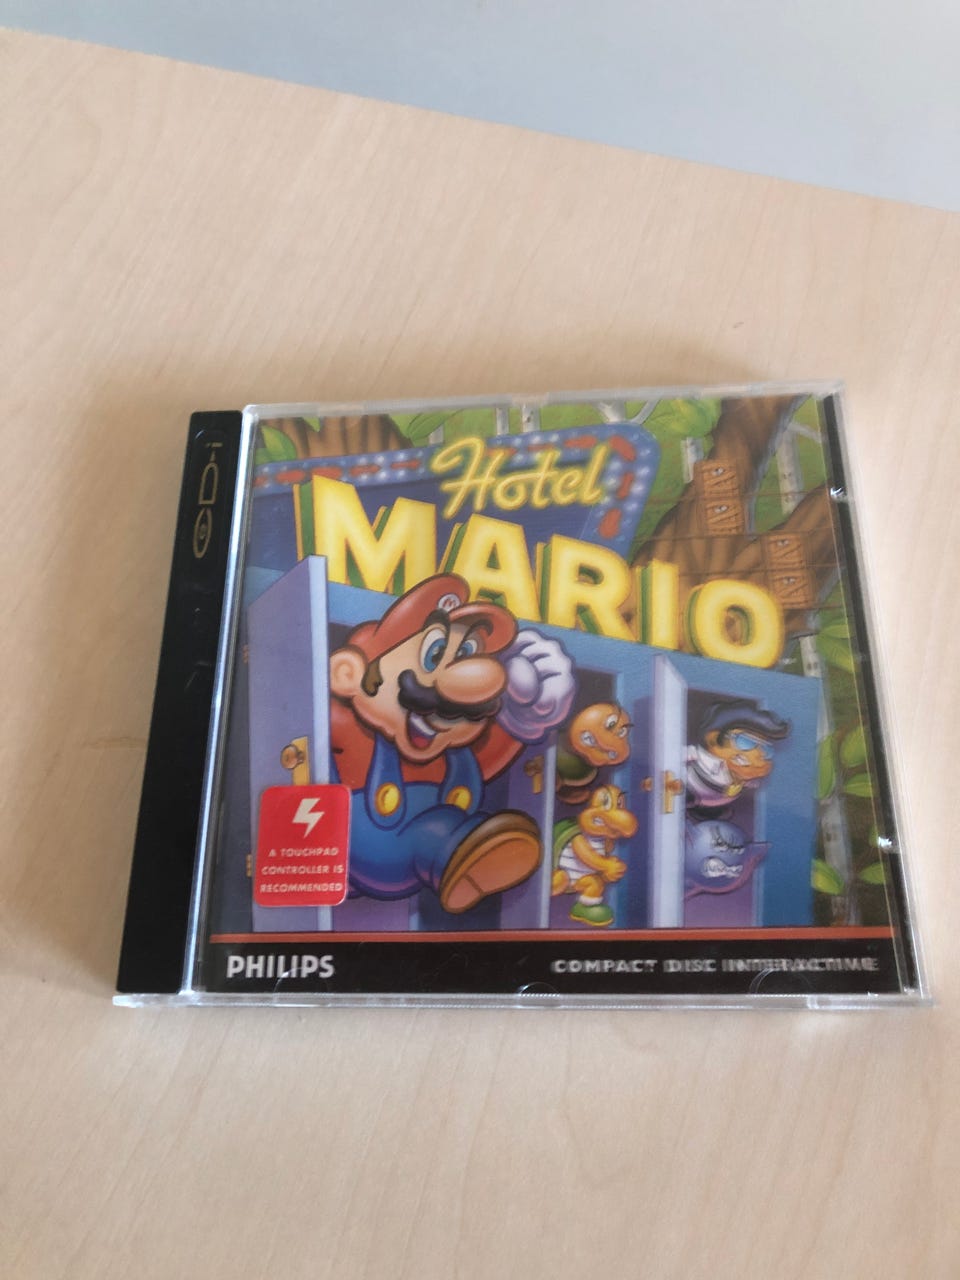 CD-i
Hotel
MARIO
M
A TOUCHPAD
CONTROLLER IS
RECOMMENDED
PHILIPS
COMPACT DISC INTERACTIVE